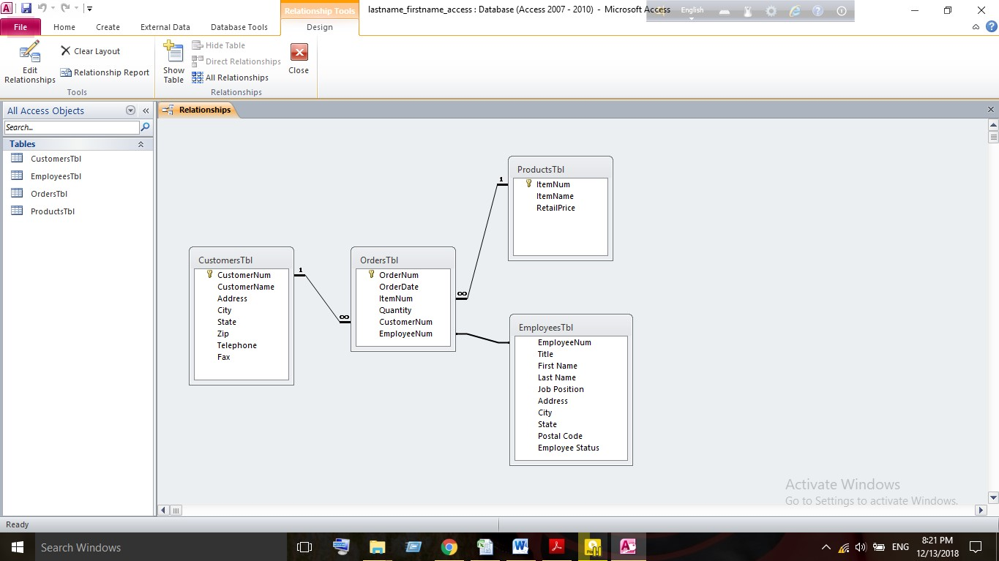 Relationship Tools
lastname_firstname_access : Database (Access 2007 - 2010) - Microsoft Access
English
File
Home
Create
External Data
Database Tools
Design
Edit
Relationships
Clear Layout
Relationship Report
Tools
Show
Table
Hide Table
Direct Relationships
All Relationships
Relationships
Close
All Access Objects
Search...
Tables
CustomersTbl
EmployeesTbl
OrdersTbl
ProductsTbl
Relationships
CustomersTbl
CustomerNum
CustomerName
Address
City
State
Zip
Telephone
Fax
1
∞
OrdersTbl
OrderNum
OrderDate
ItemNum
Quantity
CustomerNum
EmployeeNum
1
∞
ProductsTbl
ItemNum
ItemName
RetailPrice
EmployeesTbl
EmployeeNum
Title
First Name
Last Name
Job Position
Address
City
State
Postal Code
Employee Status
Activate Windows
Go to Settings to activate Windows.
Ready
Search Windows
ENG
8:21 PM
12/13/2018